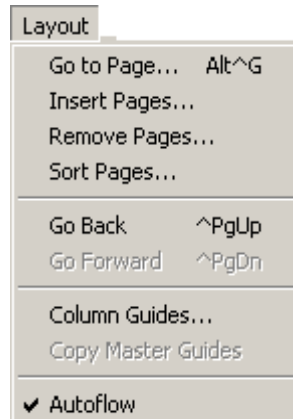 Layout
Go to Page... Alt^G
Insert Pages...
Remove Pages...
Sort Pages...
Go Back ^PgUp
Go Forward ^PgDn
Column Guides...
Copy Master Guides
✔ Autoflow